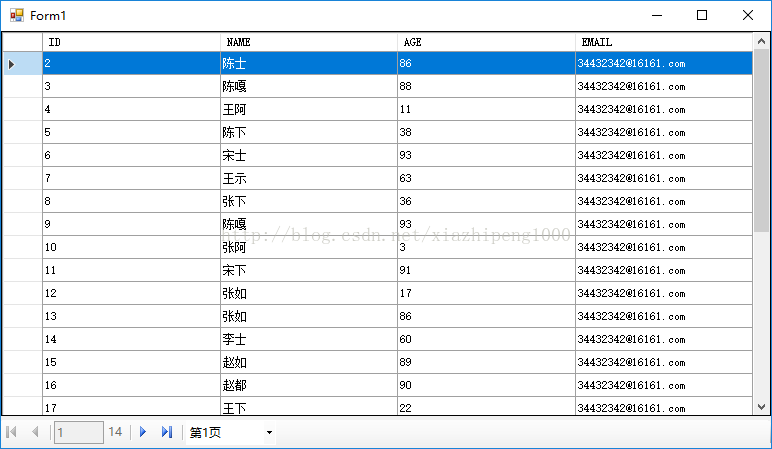 Form1
ID NAME AGE EMAIL
2 陈士 86 34432342@16161.com
3 陈嘎 88 34432342@16161.com
4 王阿 11 34432342@16161.com
5 陈下 38 34432342@16161.com
6 宋士 93 34432342@16161.com
7 王示 63 34432342@16161.com
8 张下 36 34432342@16161.com
9 陈嘎 93 34432342@16161.com
http://blog.csdn.net/xiazhipeng1000
10 张阿 3 34432342@16161.com
11 宋下 91 34432342@16161.com
12 张如 17 34432342@16161.com
13 张如 86 34432342@16161.com
14 李士 60 34432342@16161.com
15 赵如 89 34432342@16161.com
16 赵都 90 34432342@16161.com
17 王下 22 34432342@16161.com
1 14 第1页